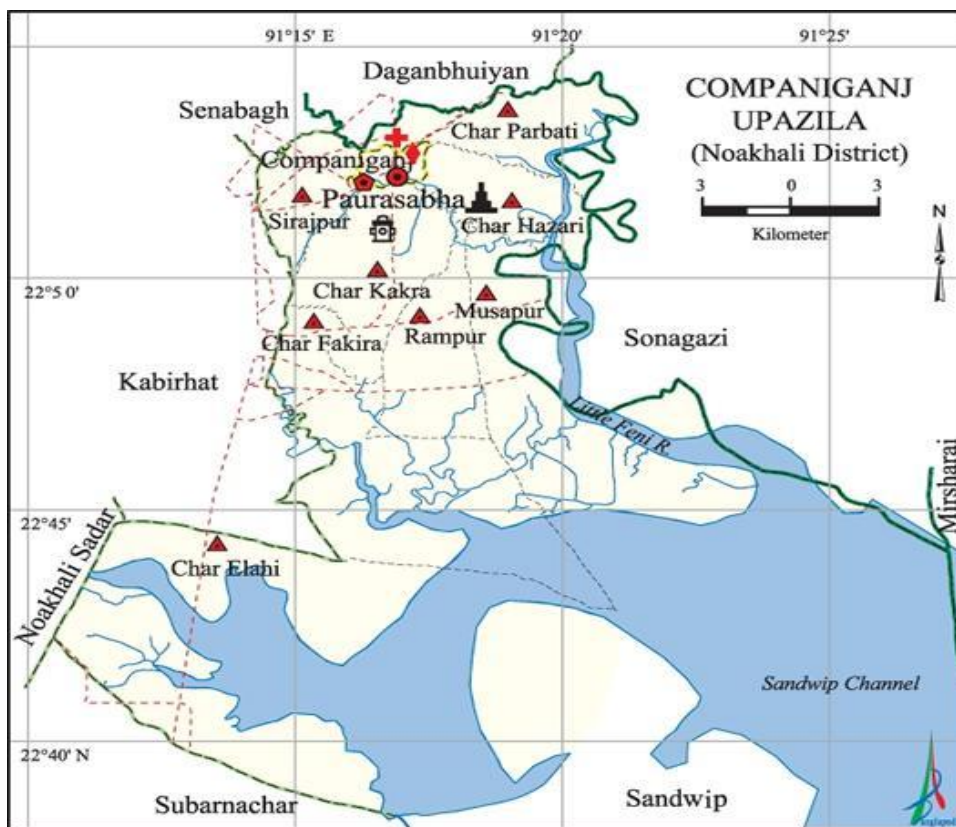 91°15' E
91°20'
91°25'
Daganbhuiyan
Senabagh
COMPANIGANJ
UPAZILA
(Noakhali District)
3 0 3
Kilometer
N
Char Parbati
Companiganj
Paurasabha
Sirajpur
Char Hazari
22°5 0'
Char Kakra
Musapur
Char Fakira
Rampur
Sonagazi
Kabirhat
Little Feni R.
Mirsharai
22°45'
Noakhali Sadar
Char Elahi
Sandwip Channel
22°40' N
Subarnachar
Sandwip